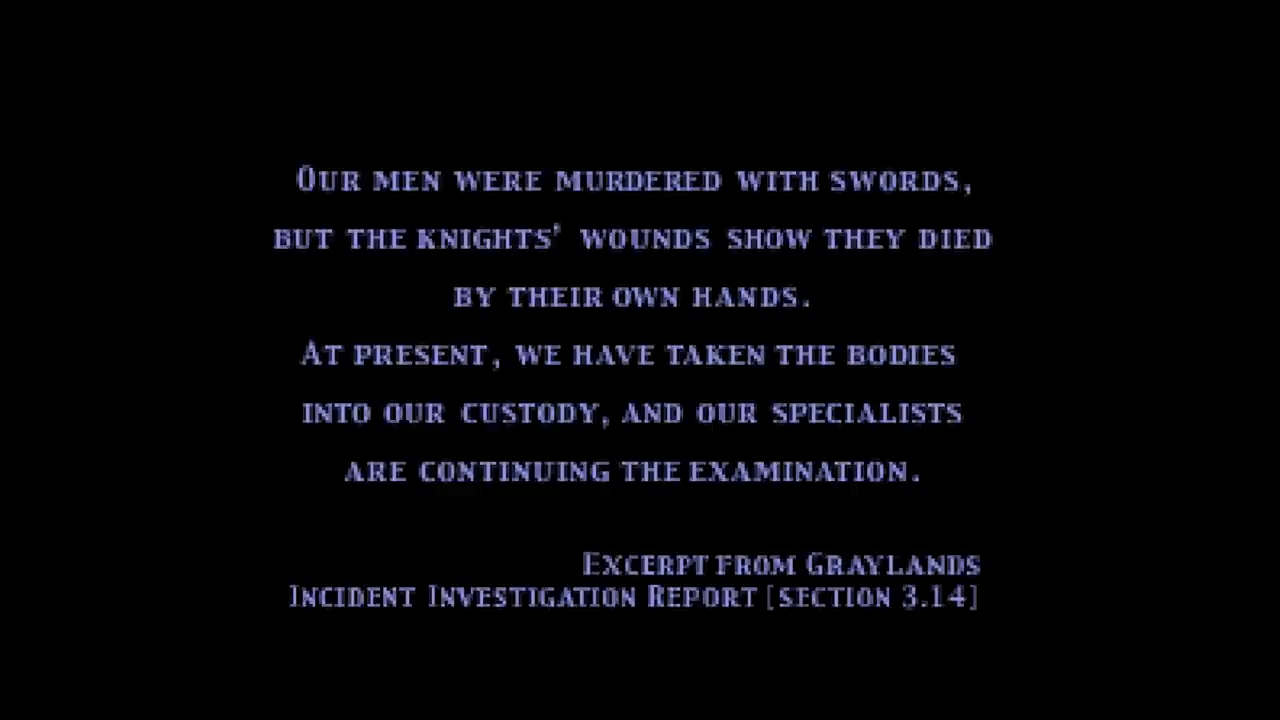 Our men were murdered with swords,
but the knights' wounds show they died
by their own hands.
At present, we have taken the bodies
into our custody, and our specialists
are continuing the examination.
Excerpt from Graylands
Incident Investigation Report [section 3.14]